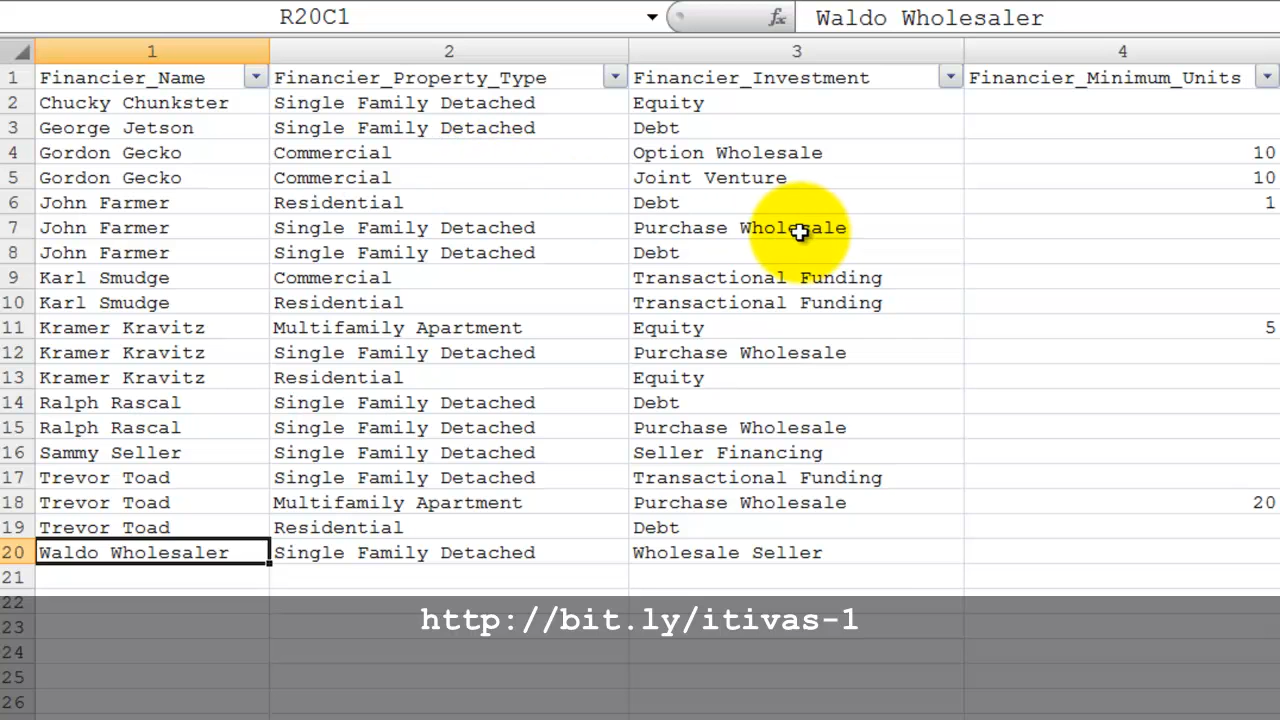 R20C1 fx Waldo Wholesaler
1 2 3 4
1 Financier_Name Financier_Property_Type Financier_Investment Financier_Minimum_Units
2 Chucky Chunkster Single Family Detached Equity
3 George Jetson Single Family Detached Debt
4 Gordon Gecko Commercial Option Wholesale 10
5 Gordon Gecko Commercial Joint Venture 10
6 John Farmer Residential Debt 1
7 John Farmer Single Family Detached Purchase Wholesale
8 John Farmer Single Family Detached Debt
9 Karl Smudge Commercial Transactional Funding
10 Karl Smudge Residential Transactional Funding
11 Kramer Kravitz Multifamily Apartment Equity 5
12 Kramer Kravitz Single Family Detached Purchase Wholesale
13 Kramer Kravitz Residential Equity
14 Ralph Rascal Single Family Detached Debt
15 Ralph Rascal Single Family Detached Purchase Wholesale
16 Sammy Seller Single Family Detached Seller Financing
17 Trevor Toad Single Family Detached Transactional Funding
18 Trevor Toad Multifamily Apartment Purchase Wholesale 20
19 Trevor Toad Residential Debt
20 Waldo Wholesaler Single Family Detached Wholesale Seller
21
22
http://bit.ly/itivas-1
23
24
25
26